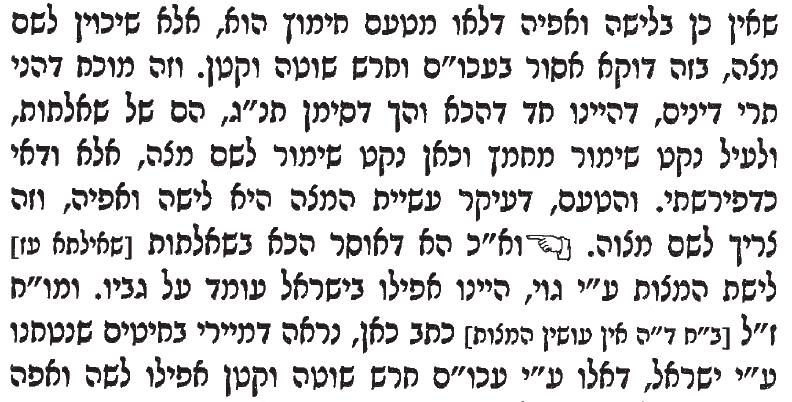 שאין כן בלישה ואפיה דלאו מטעם חימוץ הוא, אלא שיכוין לשם
מצה, בזה דוקא אסור בעכו"ם וחרש שוטה וקטן. וזה מוכח דהני
תרי דינים, דהיינו חד דהכא והך דסימן תנ"ג, הם של שאלתות,
ולעיל נקט שימור מחמץ וכאן נקט שימור לשם מצה, אלא ודאי
כדפירשתי. והטעם, דעיקר עשיית המצה היא לישה ואפיה, וזה
צריך לשם מצוה. וא"כ הא דאוסר הכא בשאלתות [שאילתא עז]
לישת המצות ע"י גוי, היינו אפילו בישראל עומד על גביו. ומו"ח
ז"ל [ב"ח ד"ה אין עושין המצות] כתב כאן, נראה דמיירי בחיטים שנטחנו
ע"י ישראל, דאלו ע"י עכו"ם חרש שוטה וקטן אפילו לשה ואפה